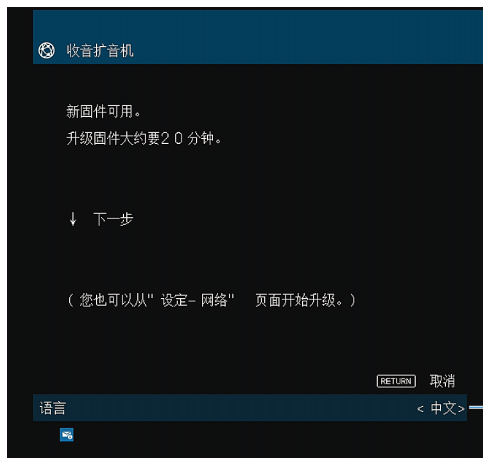 收音扩音机
新固件可用。
升级固件大约要20分钟。
↓ 下一步
(您也可以从"设定-网络" 页面开始升级。)
RETURN 取消
语言 <中文>